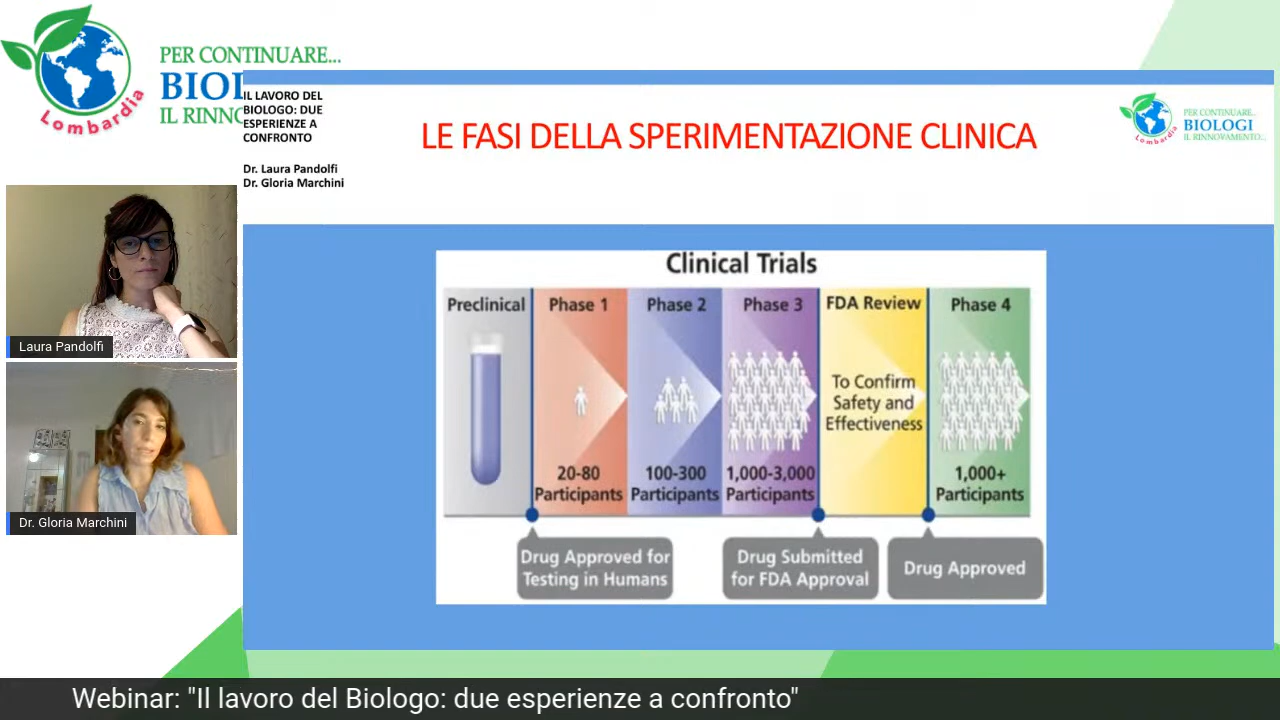 PER CONTINUARE...
BIOL
IL RINNO
Lombardia
IL LAVORO DEL
BIOLOGO: DUE
ESPERIENZE A
CONFRONTO
Dr. Laura Pandolfi
Dr. Gloria Marchini
LE FASI DELLA SPERIMENTAZIONE CLINICA
PER CONTINUARE...
BIOLOGI
IL RINNOVAMENTO...
Lombardia
Laura Pandolfi
Dr. Gloria Marchini
Clinical Trials
Preclinical
Phase 1
Phase 2
Phase 3
FDA Review
Phase 4
To Confirm
Safety and
Effectiveness
20-80
Participants
100-300
Participants
1,000-3,000
Participants
1,000+
Participants
Drug Approved for
Testing in Humans
Drug Submitted
for FDA Approval
Drug Approved
Webinar: "Il lavoro del Biologo: due esperienze a confronto"